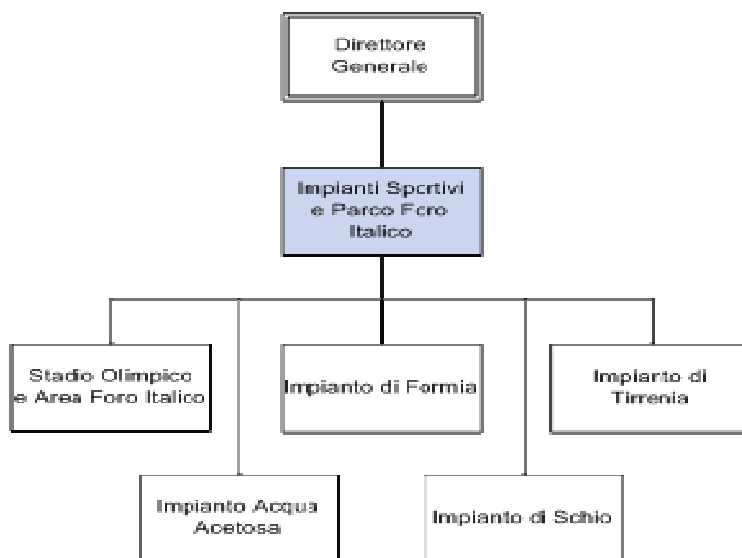 Direttore
Generale
Impianti Sportivi
e Parco Foro
Italico
Stadio Olimpico
e Area Foro Italico
Impianto di Formia
Impianto di
Tirrenia
Impianto Acqua
Acetosa
Impianto di Schio